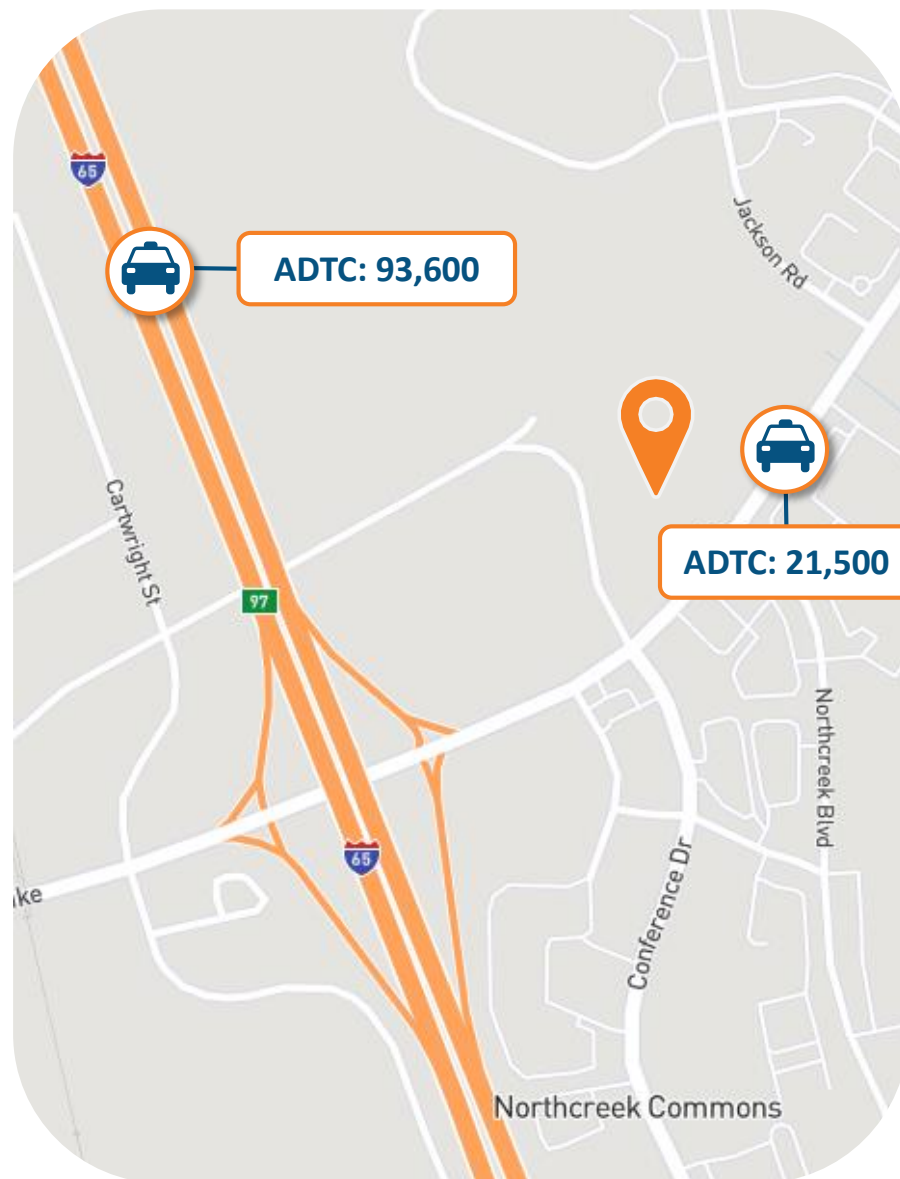 65
ADTC: 93,600
Jackson Rd
Cartwright St
ADTC: 21,500
97
Northcreek Blvd
65
ike
Conference Dr
Northcreek Commons